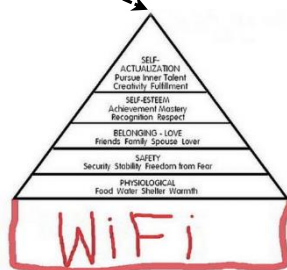 SELF-
ACTUALIZATION
Pursue Inner Talent
Creativity Fulfillment
SELF-ESTEEM
Achievement Mastery
Recognition Respect
BELONGING - LOVE
Friends Family Spouse Lover
SAFETY
Security Stability Freedom from Fear
PHYSIOLOGICAL
Food Water Shelter Warmth
WiFi